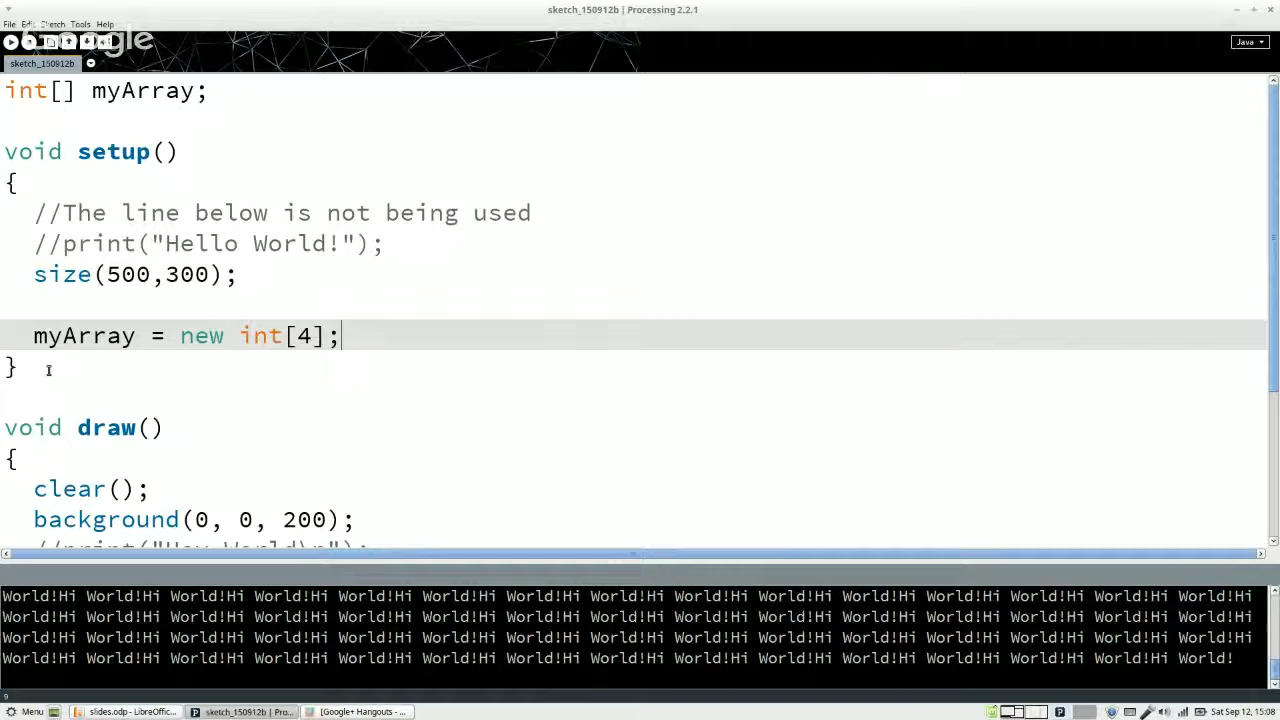 sketch_150912b | Processing 2.2.1
File Edit Sketch Tools Help
Google
Java
sketch_150912b
int[] myArray;
void setup()
{
//The line below is not being used
//print("Hello World!");
size(500,300);
myArray = new int[4];
}
void draw()
{
clear();
background(0, 0, 200);
//print("Hey World\n");
World!Hi World!Hi World!Hi World!Hi World!Hi World!Hi World!Hi World!Hi World!Hi World!Hi World!Hi World!Hi World!Hi World!Hi World!Hi
World!Hi World!Hi World!Hi World!Hi World!Hi World!Hi World!Hi World!Hi World!Hi World!Hi World!Hi World!Hi World!Hi World!Hi World!Hi
World!Hi World!Hi World!Hi World!Hi World!Hi World!Hi World!Hi World!Hi World!Hi World!Hi World!Hi World!Hi World!Hi World!Hi World!Hi
World!Hi World!Hi World!Hi World!Hi World!Hi World!Hi World!Hi World!Hi World!Hi World!Hi World!Hi World!Hi World!Hi World!Hi World!
9
Menu slides.odp - LibreOffic... sketch_150912b | Pro... [Google+ Hangouts - ... Sat Sep 12, 15:08